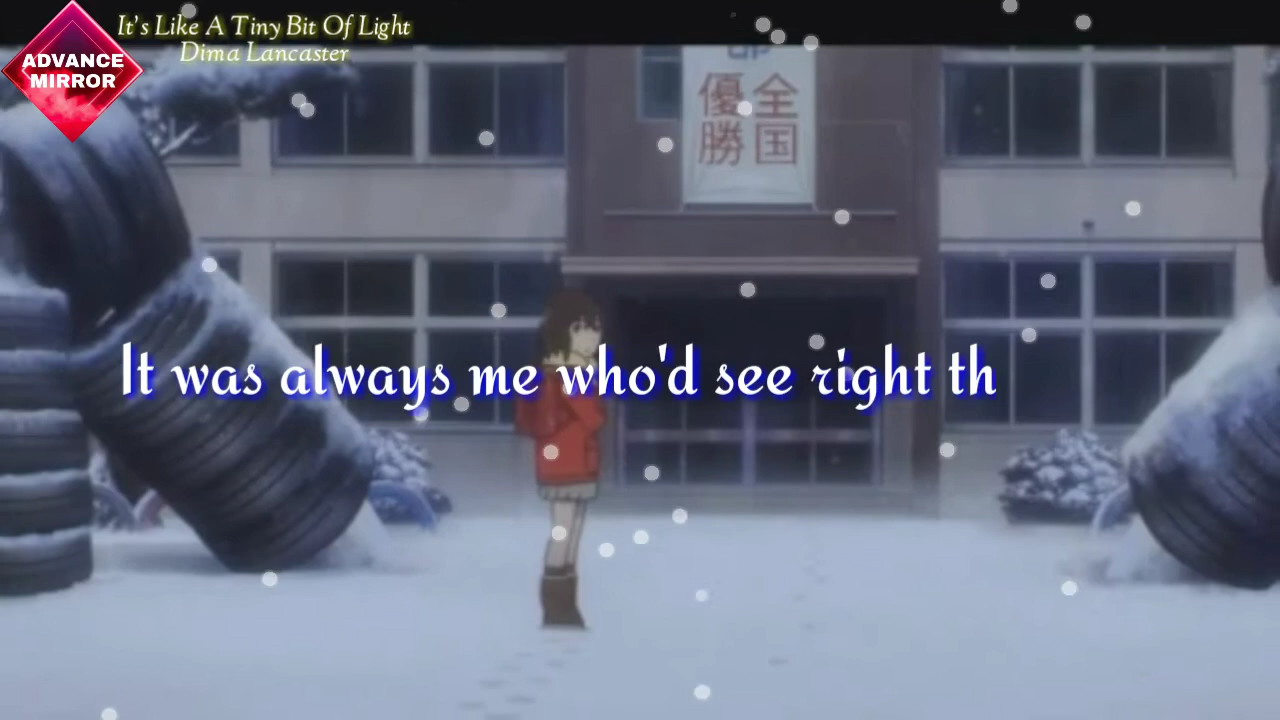 It's Like A Tiny Bit Of Light
Dima Lancaster
ADVANCE
MIRROR
全国
優勝
It was always me who'd see right th